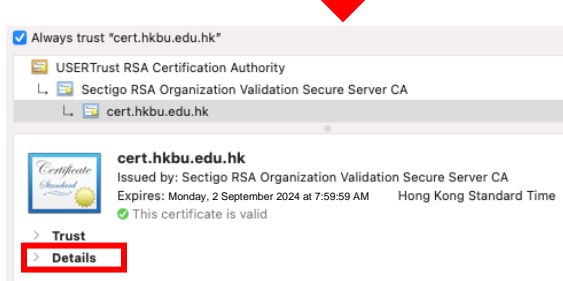 Always trust "cert.hkbu.edu.hk"
USERTrust RSA Certification Authority
Sectigo RSA Organization Validation Secure Server CA
cert.hkbu.edu.hk
Certificate
Standard
cert.hkbu.edu.hk
Issued by: Sectigo RSA Organization Validation Secure Server CA
Expires: Monday, 2 September 2024 at 7:59:59 AM Hong Kong Standard Time
This certificate is valid
Trust
Details